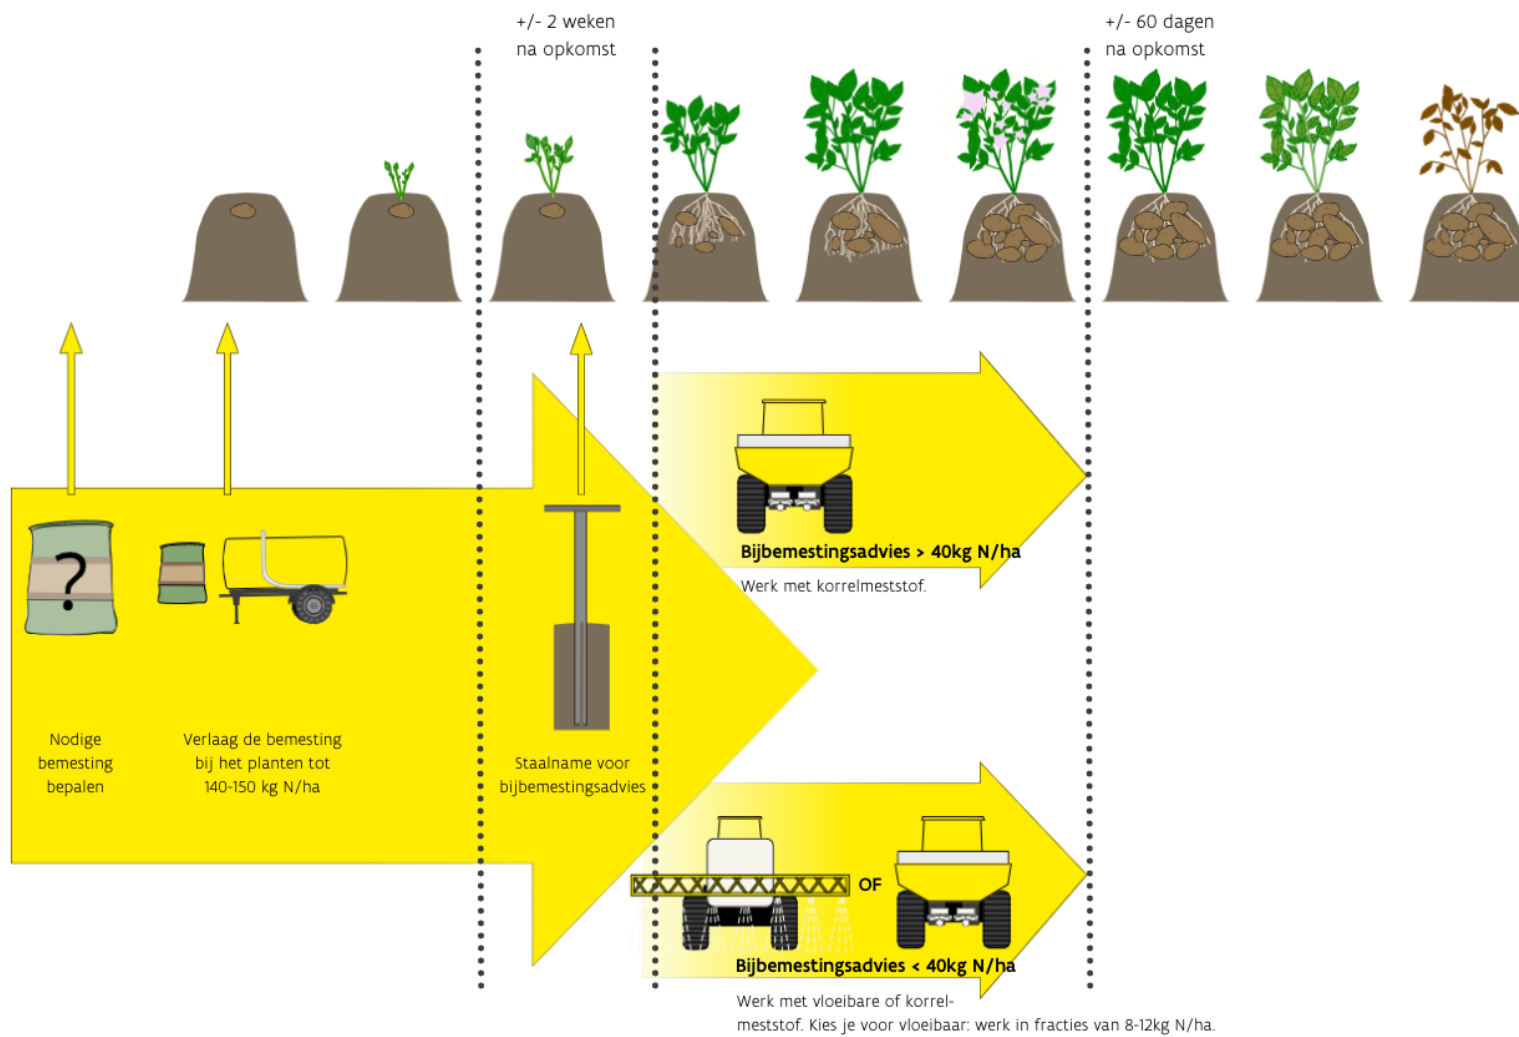 +/- 2 weken
na opkomst
+/- 60 dagen
na opkomst
?
Nodige
bemesting
bepalen
Verlaag de bemesting
bij het planten tot
140-150 kg N/ha
Staalname voor
bijbemestingsadvies
Bijbemestingsadvies > 40kg N/ha
Werk met korrelmeststof.
OF
Bijbemestingsadvies < 40kg N/ha
Werk met vloeibare of korrel-
meststof. Kies je voor vloeibaar: werk in fracties van 8-12kg N/ha.